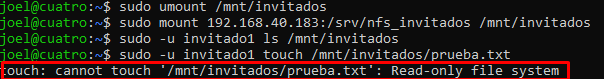 joel@cuatro:~$ sudo umount /mnt/invitados
joel@cuatro:~$ sudo mount 192.168.40.183:/srv/nfs_invitados /mnt/invitados
joel@cuatro:~$ sudo -u invitado1 ls /mnt/invitados
joel@cuatro:~$ sudo -u invitado1 touch /mnt/invitados/prueba.txt
touch: cannot touch '/mnt/invitados/prueba.txt': Read-only file system